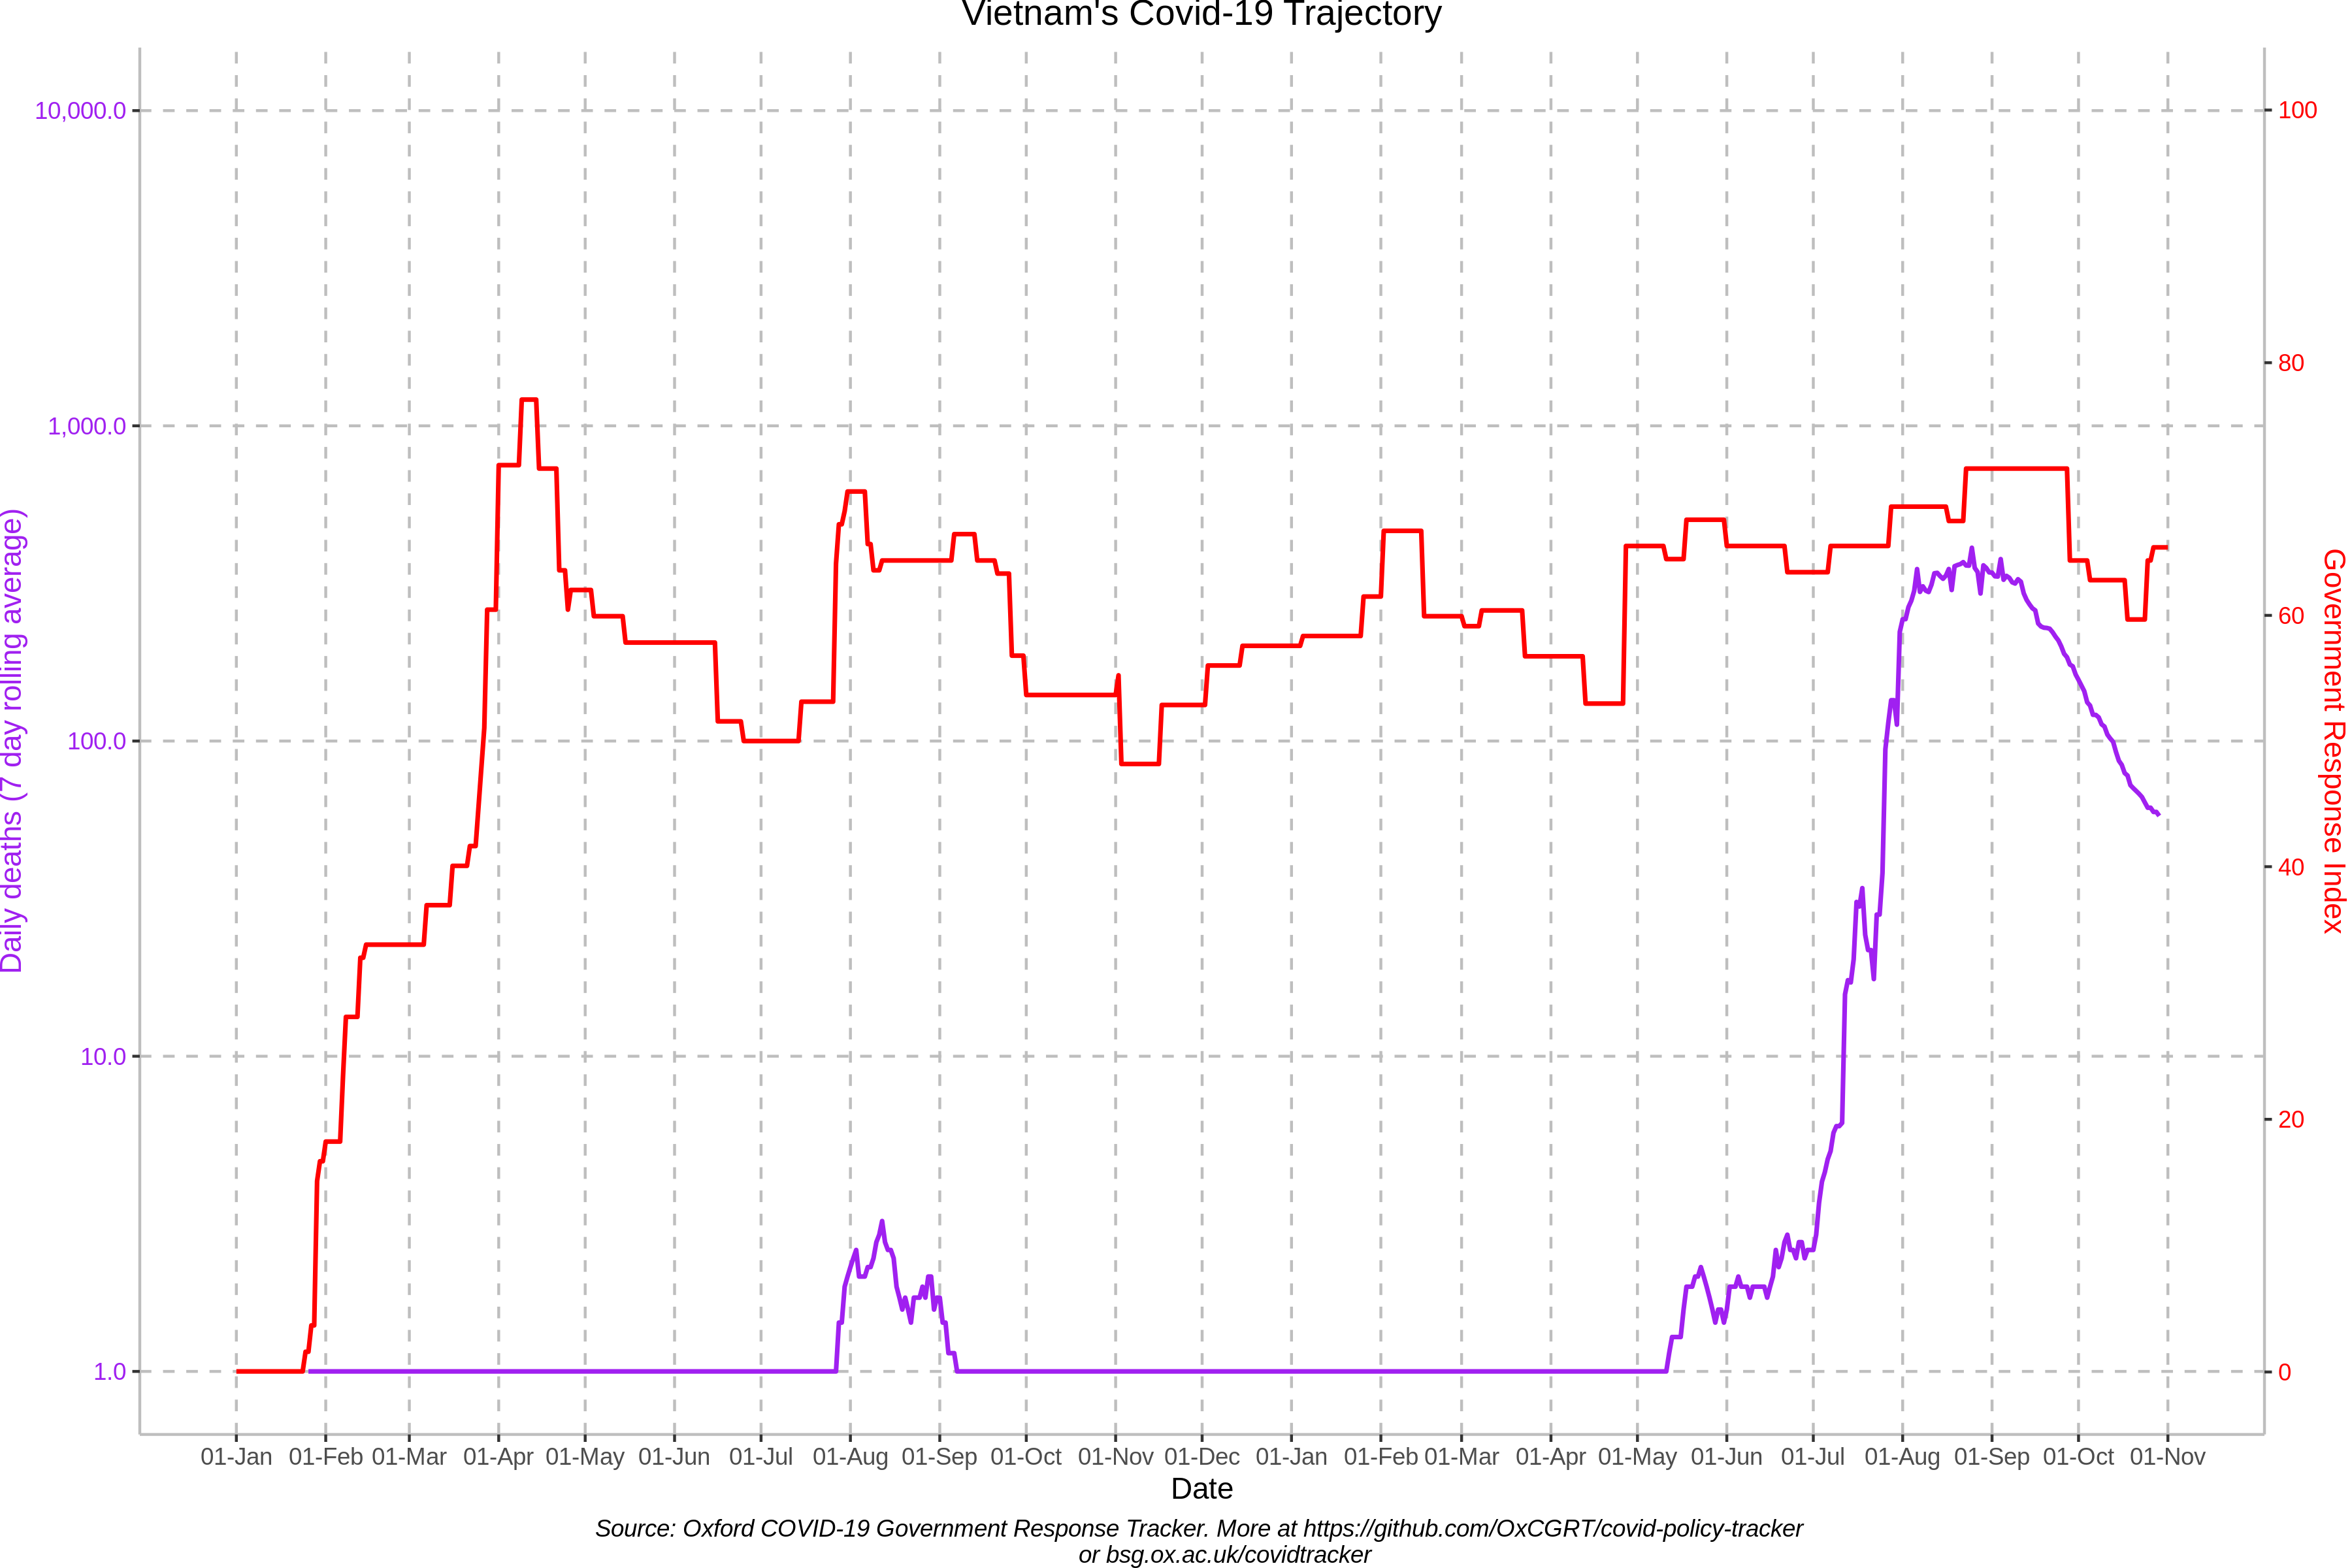 Vietnam's Covid-19 Trajectory
10,000.0
1,000.0
100.0
10.0
1.0
Daily deaths (7 day rolling average)
100
80
60
40
20
0
Government Response Index
01-Jan 01-Feb 01-Mar 01-Apr 01-May 01-Jun 01-Jul 01-Aug 01-Sep 01-Oct 01-Nov 01-Dec 01-Jan 01-Feb 01-Mar 01-Apr 01-May 01-Jun 01-Jul 01-Aug 01-Sep 01-Oct 01-Nov
Date
Source: Oxford COVID-19 Government Response Tracker. More at https://github.com/OxCGRT/covid-policy-tracker
or bsg.ox.ac.uk/covidtracker